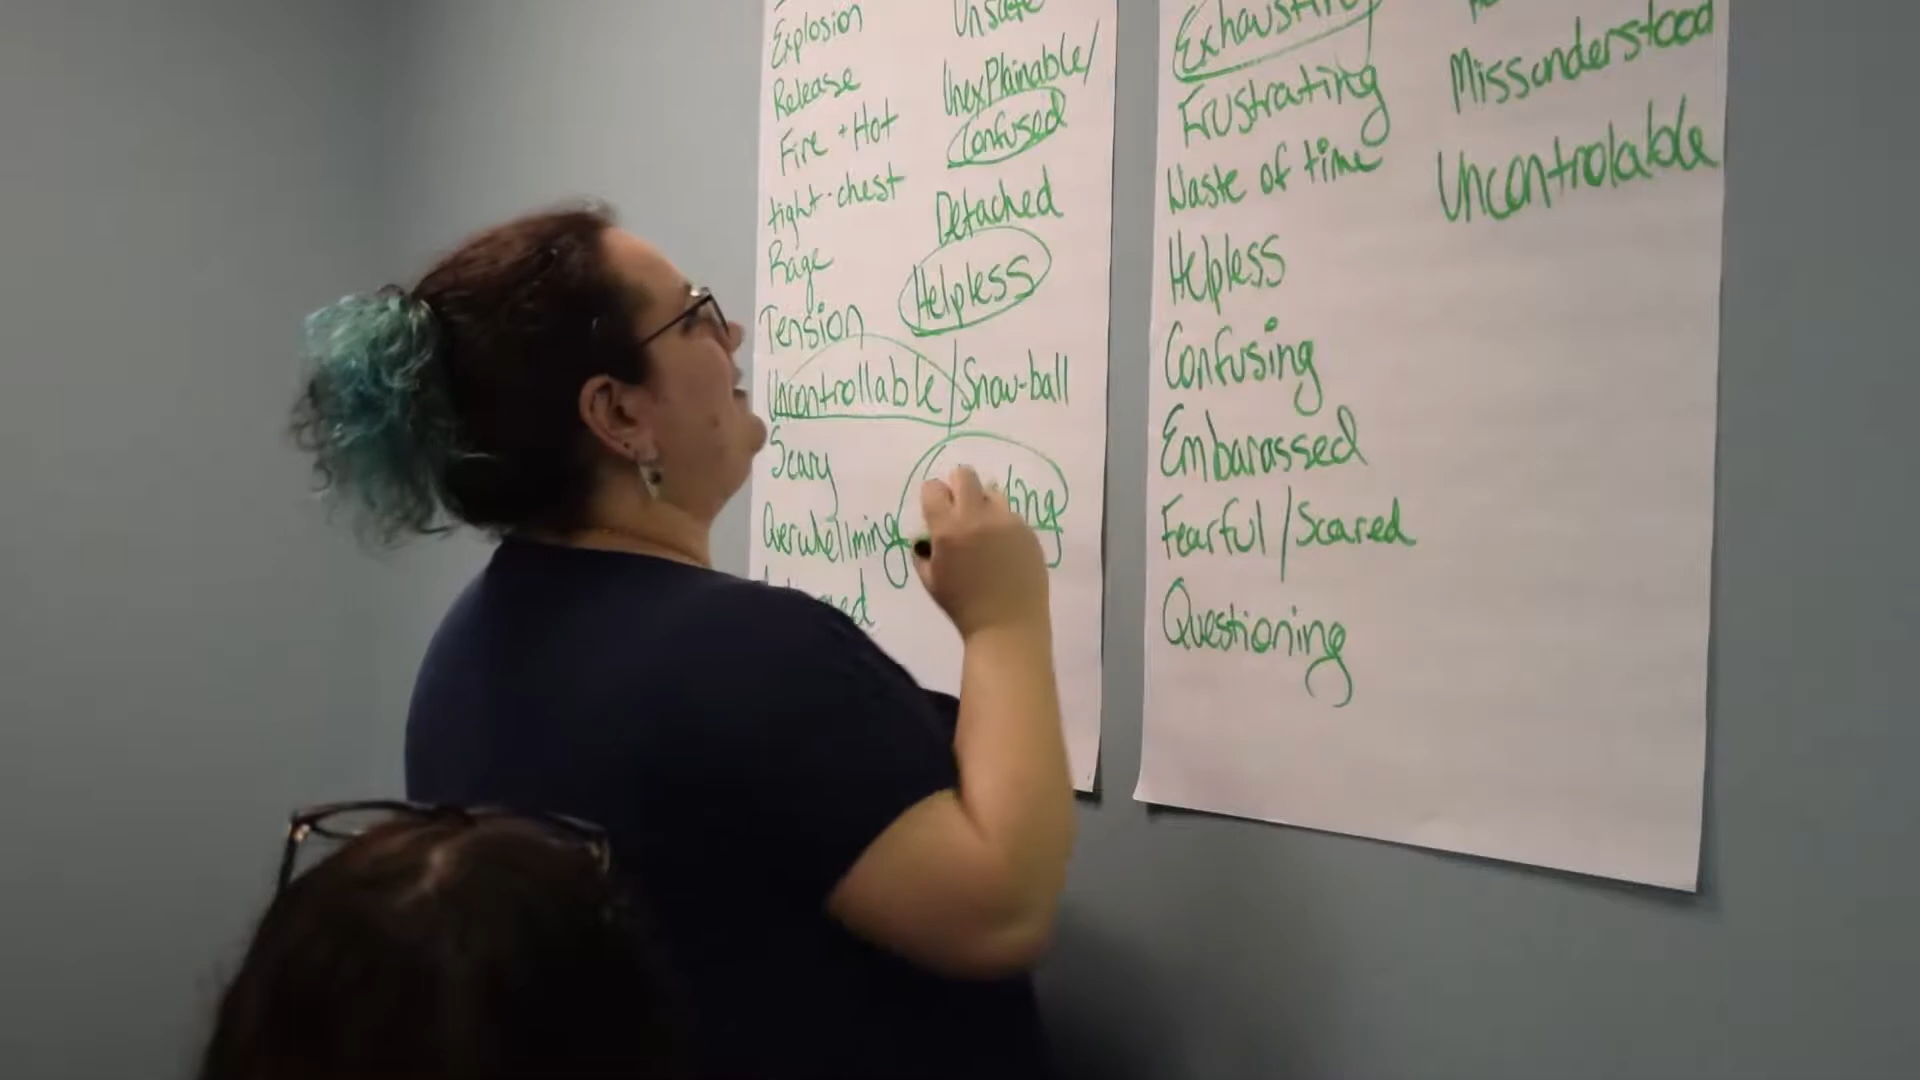 Explosion
Release
Fire + Hot
tight-chest
Rage
Tension
Uncontrollable/Snow-ball
Scary
Overwhelming
Unsafe
UnexPlainable/
Confused
Detached
Helpless
Exhausting
Frustrating
Waste of time
Helpless
Confusing
Embarassed
Fearful/Scared
Questioning
Missunderstood
Uncontrolable